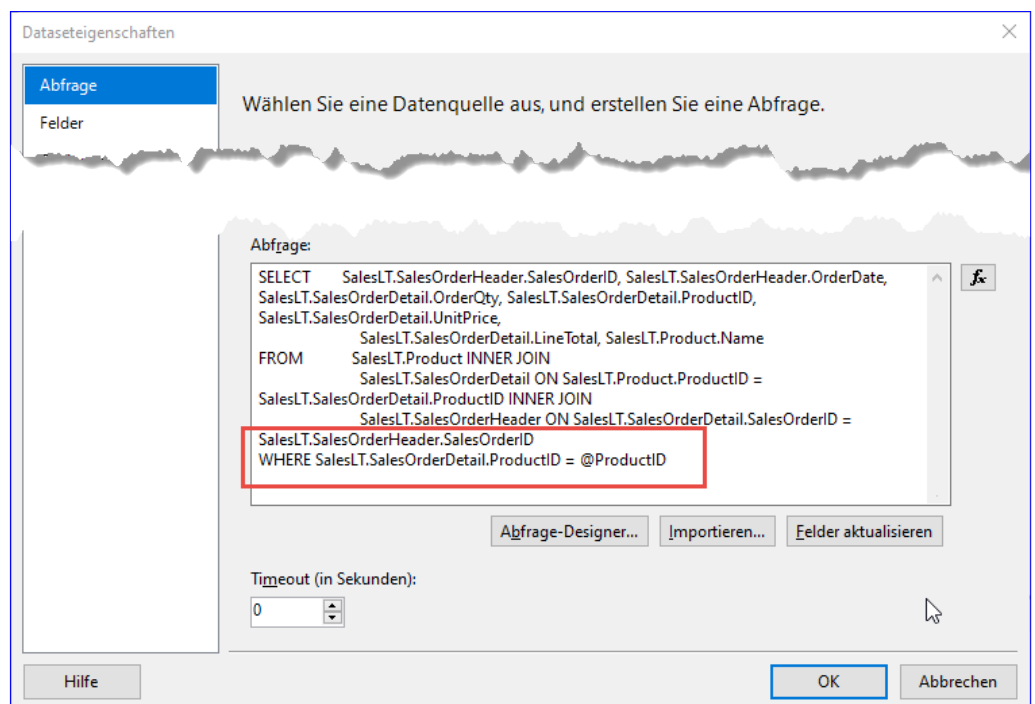 Dataseteigenschaften
Abfrage
Felder
Wählen Sie eine Datenquelle aus, und erstellen Sie eine Abfrage.
Abfrage:
SELECT SalesLT.SalesOrderHeader.SalesOrderID, SalesLT.SalesOrderHeader.OrderDate,
SalesLT.SalesOrderDetail.OrderQty, SalesLT.SalesOrderDetail.ProductID,
SalesLT.SalesOrderDetail.UnitPrice,
SalesLT.SalesOrderDetail.LineTotal, SalesLT.Product.Name
FROM SalesLT.Product INNER JOIN
SalesLT.SalesOrderDetail ON SalesLT.Product.ProductID =
SalesLT.SalesOrderDetail.ProductID INNER JOIN
SalesLT.SalesOrderHeader ON SalesLT.SalesOrderDetail.SalesOrderID =
SalesLT.SalesOrderHeader.SalesOrderID
WHERE SalesLT.SalesOrderDetail.ProductID = @ProductID
fx
Abfrage-Designer... Importieren... Felder aktualisieren
Timeout (in Sekunden):
0
Hilfe OK Abbrechen